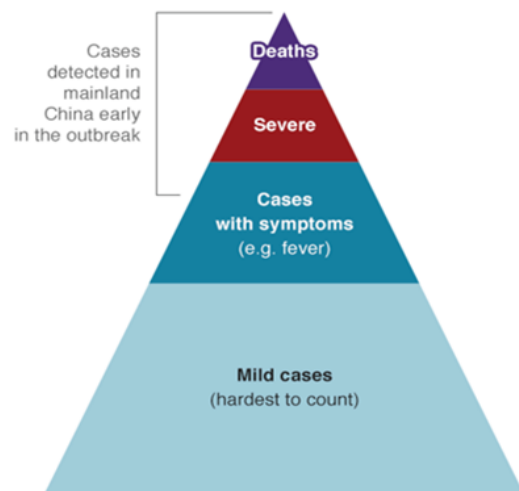 Cases
detected in
mainland
China early
in the outbreak
Deaths
Severe
Cases
with symptoms
(e.g. fever)
Mild cases
(hardest to count)